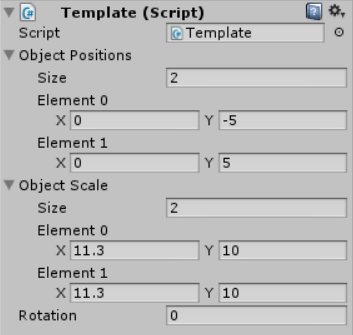 Template (Script)
Script Template
Object Positions
Size 2
Element 0
X 0 Y -5
Element 1
X 0 Y 5
Object Scale
Size 2
Element 0
X 11.3 Y 10
Element 1
X 11.3 Y 10
Rotation 0